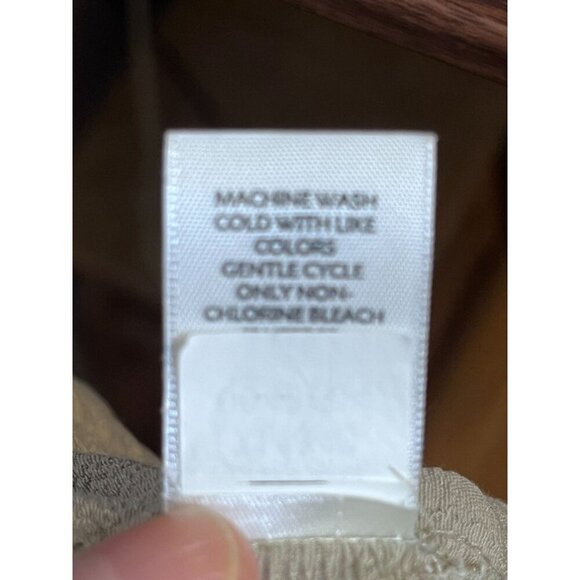 MACHINE WASH
COLD WITH LIKE
COLORS
GENTLE CYCLE
ONLY NON-
CHLORINE BLEACH